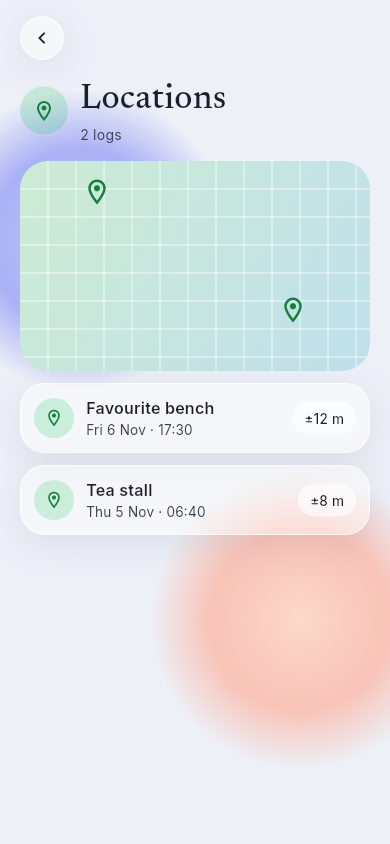 Locations
2 logs
Favourite bench
Fri 6 Nov · 17:30
±12 m
Tea stall
Thu 5 Nov · 06:40
±8 m